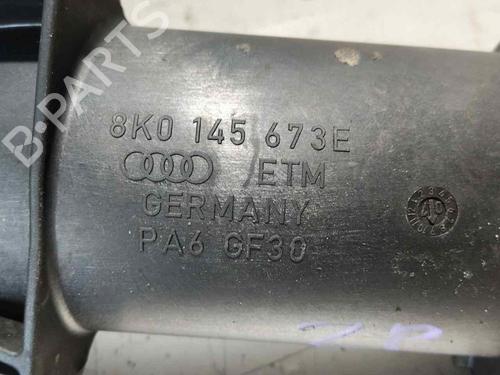 B-PARTS
8K0 145 673E
ETM
GERMANY
PA6 GF30